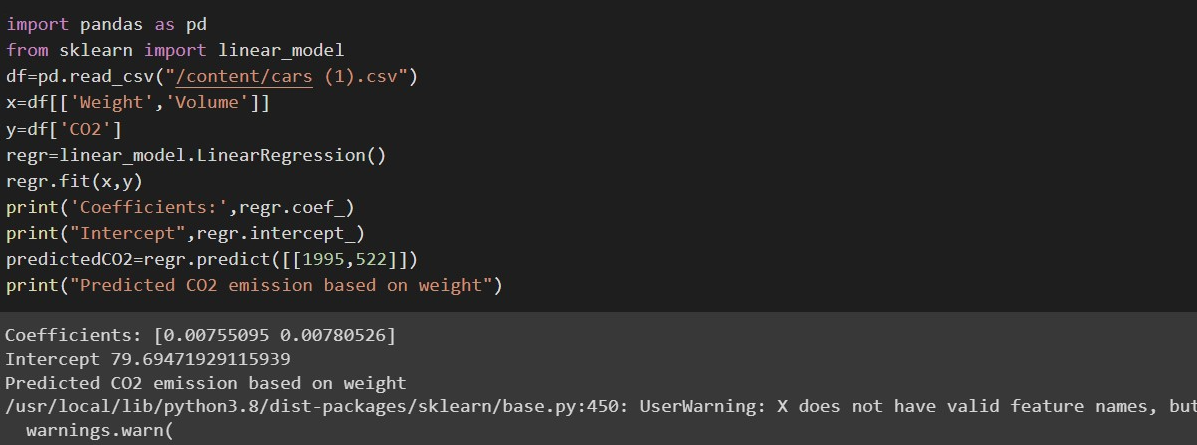 import pandas as pd
from sklearn import linear_model
df=pd.read_csv("/content/cars (1).csv")
x=df[['Weight','Volume']]
y=df['CO2']
regr=linear_model.LinearRegression()
regr.fit(x,y)
print('Coefficients:',regr.coef_)
print("Intercept",regr.intercept_)
predictedCO2=regr.predict([[1995,522]])
print("Predicted CO2 emission based on weight")
Coefficients: [0.00755095 0.00780526]
Intercept 79.69471929115939
Predicted CO2 emission based on weight
/usr/local/lib/python3.8/dist-packages/sklearn/base.py:450: UserWarning: X does not have valid feature names, but
warnings.warn(